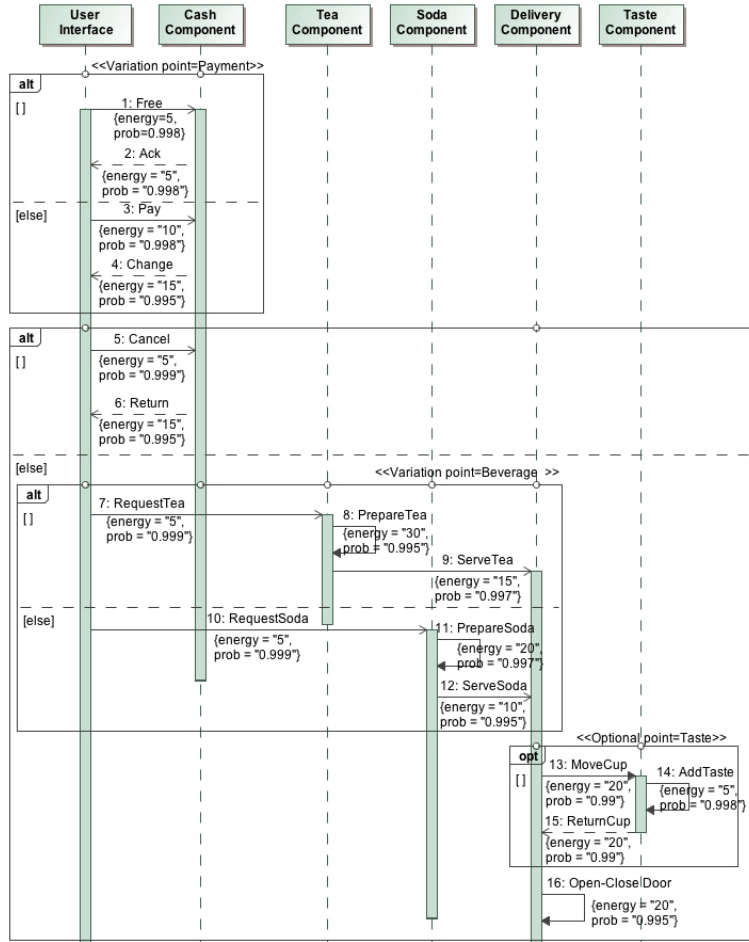 User Interface
Cash Component
Tea Component
Soda Component
Delivery Component
Taste Component
<<Variation point=Payment>>
alt
[ ]
1: Free
{energy=5,
prob=0.998}
2: Ack
{energy = "5",
prob = "0.998"}
[else]
3: Pay
{energy = "10",
prob = "0.998"}
4: Change
{energy = "15",
prob = "0.995"}
alt
[ ]
5: Cancel
{energy = "5",
prob = "0.999"}
6: Return
{energy = "15",
prob = "0.995"}
[else]
<<Variation point=Beverage >>
alt
[ ]
7: RequestTea
{energy = "5",
prob = "0.999"}
8: PrepareTea
{energy = "30",
prob = "0.995"}
9: ServeTea
{energy = "15",
prob = "0.997"}
[else]
10: RequestSoda
{energy = "5",
prob = "0.999"}
11: PrepareSoda
{energy = "20",
prob = "0.997"}
12: ServeSoda
{energy = "10",
prob = "0.995"}
<<Optional point=Taste>>
opt
[ ]
13: MoveCup
{energy = "20",
prob = "0.99"}
14: AddTaste
{energy = "5",
prob = "0.998"}
15: ReturnCup
{energy = "20",
prob = "0.99"}
16: Open-Close Door
{energy = "20",
prob = "0.995"}